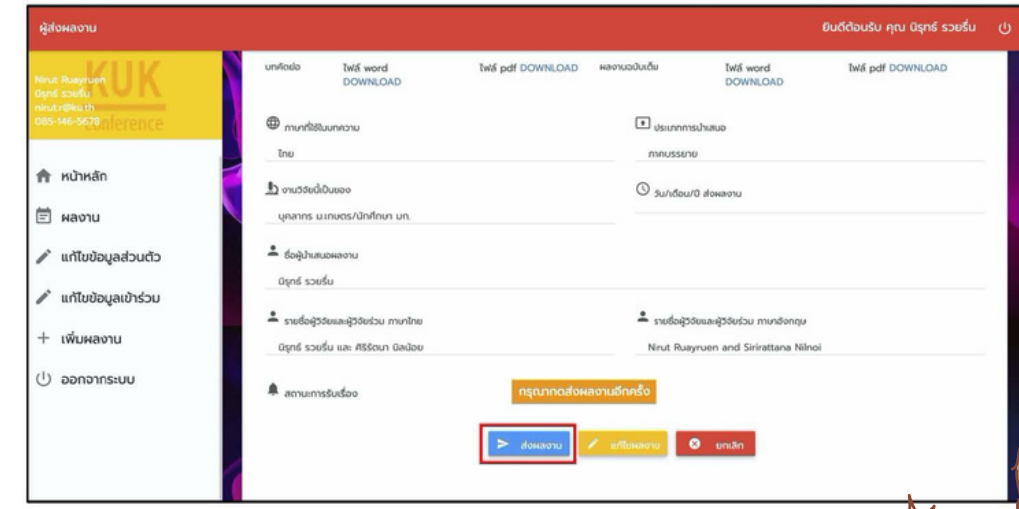 ผู้ส่งผลงาน
ยินดีต้อนรับ คุณ นิรุทธ์ รวยรื่น
KUK
conference
Nirut Ruayruen
นิรุทธ์ รวยรื่น
nirut.r@ku.th
085-146-5678
หน้าหลัก
ผลงาน
แก้ไขข้อมูลส่วนตัว
แก้ไขข้อมูลเข้าร่วม
เพิ่มผลงาน
ออกจากระบบ
บทคัดย่อ ไฟล์ word ไฟล์ pdf DOWNLOAD ผลงานฉบับเต็ม ไฟล์ word ไฟล์ pdf DOWNLOAD
DOWNLOAD DOWNLOAD
ภาษาที่ใช้ในบทความ ประเภทการนำเสนอ
ไทย ภาคบรรยาย
งานวิจัยนี้เป็นของ วัน/เดือน/ปี ส่งผลงาน
บุคลากร ม.เกษตร/นักศึกษา มก.
ชื่อผู้นำเสนอผลงาน
นิรุทธ์ รวยรื่น
รายชื่อผู้วิจัยและผู้วิจัยร่วม ภาษาไทย รายชื่อผู้วิจัยและผู้วิจัยร่วม ภาษาอังกฤษ
นิรุทธ์ รวยรื่น และ ศิริรัตนา นิลน้อย Nirut Ruayruen and Sirirattana Nilnoi
สถานะการรับเรื่อง กรุณากดส่งผลงานอีกครั้ง
ส่งผลงาน แก้ไขผลงาน ยกเลิก